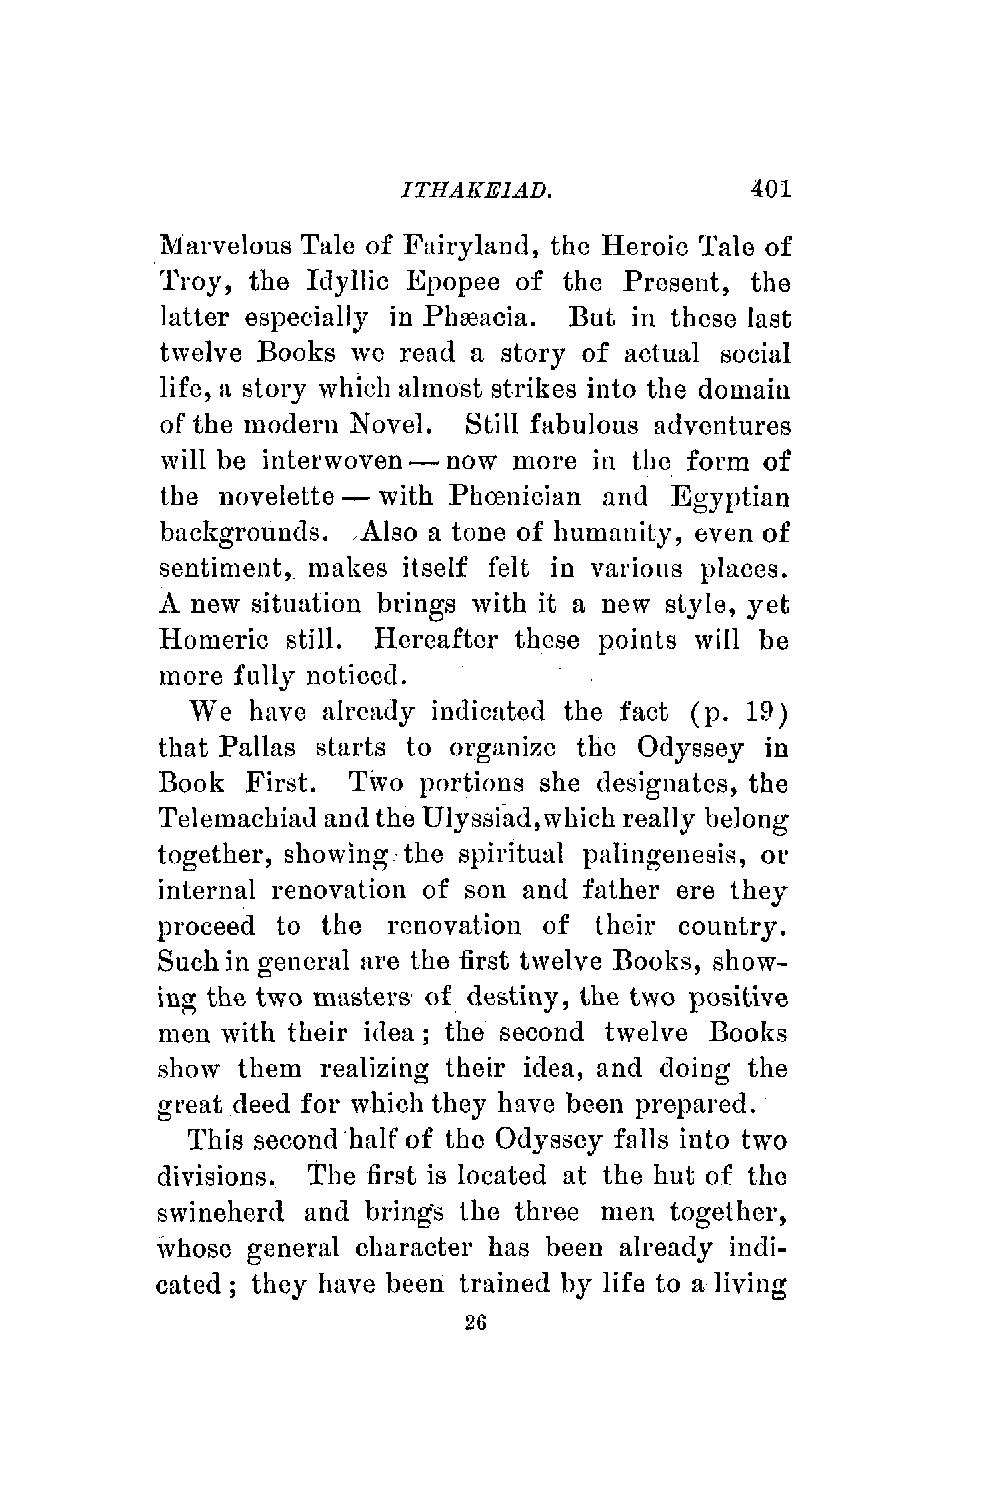 ITHAKEIAD. 401
Marvelous Tale of Fairyland, the Heroic Tale of
Troy, the Idyllic Epopee of the Present, the
latter especially in Phæacia. But in these last
twelve Books we read a story of actual social
life, a story which almost strikes into the domain
of the modern Novel. Still fabulous adventures
will be interwoven — now more in the form of
the novelette — with Phœnician and Egyptian
backgrounds. Also a tone of humanity, even of
sentiment, makes itself felt in various places.
A new situation brings with it a new style, yet
Homeric still. Hereafter these points will be
more fully noticed.
We have already indicated the fact (p. 19)
that Pallas starts to organize the Odyssey in
Book First. Two portions she designates, the
Telemachiad and the Ulyssiad, which really belong
together, showing the spiritual palingenesis, or
internal renovation of son and father ere they
proceed to the renovation of their country.
Such in general are the first twelve Books, show-
ing the two masters of destiny, the two positive
men with their idea; the second twelve Books
show them realizing their idea, and doing the
great deed for which they have been prepared.
This second half of the Odyssey falls into two
divisions. The first is located at the hut of the
swineherd and brings the three men together,
whose general character has been already indi-
cated; they have been trained by life to a living
26